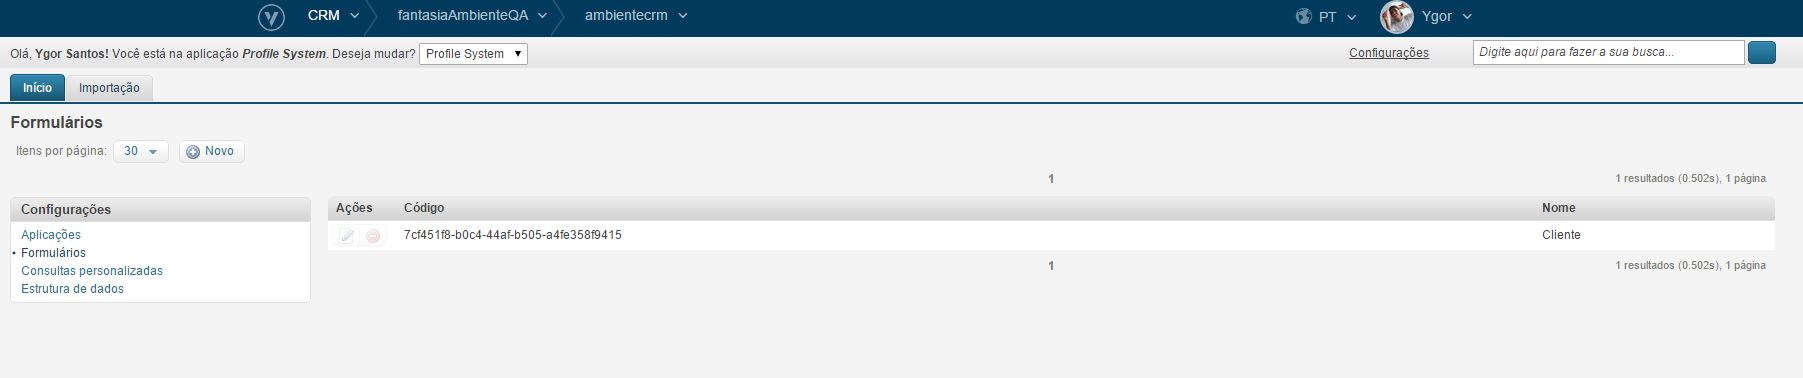 CRM fantasiaAmbienteQA ambientecrm PT Ygor
Olá, Ygor Santos! Você está na aplicação Profile System. Deseja mudar? Profile System Configurações Digite aqui para fazer a sua busca...
Início Importação
Formulários
Itens por página: 30 Novo
1 1 resultados (0.502s), 1 página
Configurações
Aplicações
• Formulários
Consultas personalizadas
Estrutura de dados
Ações Código Nome
7cf451f8-b0c4-44af-b505-a4fe358f9415 Cliente
1 1 resultados (0.502s), 1 página